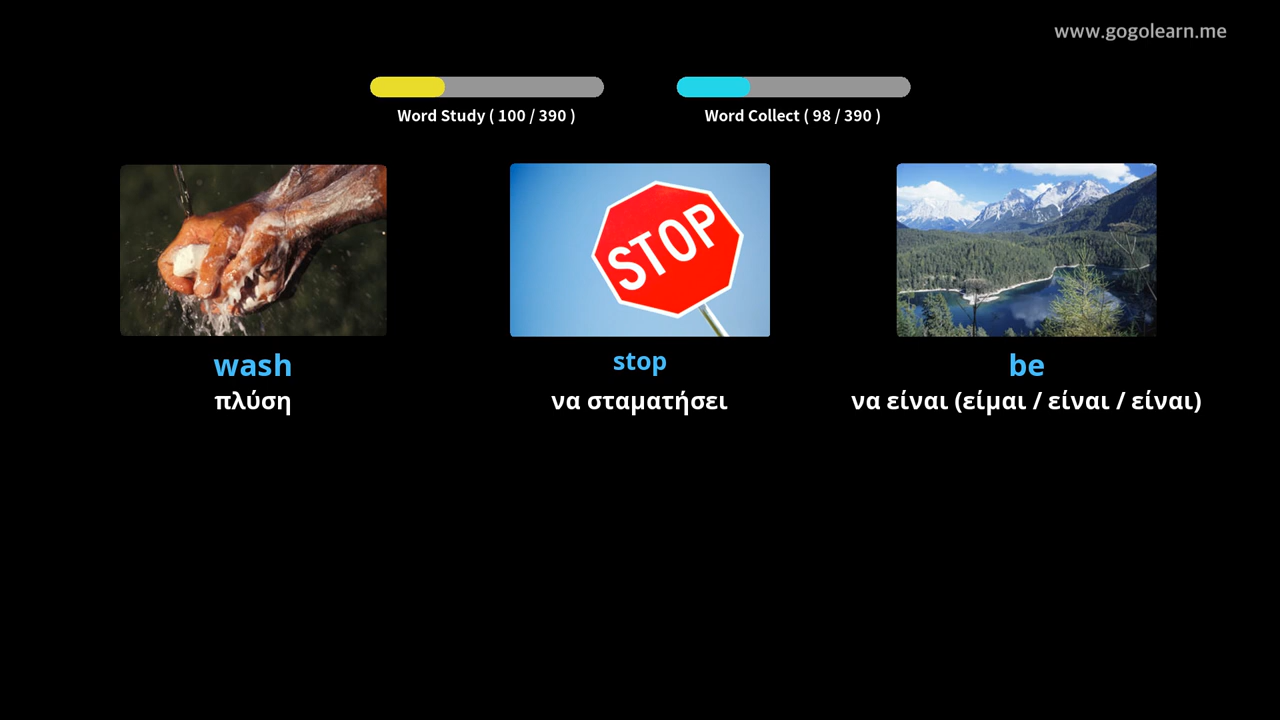 www.gogolearn.me
Word Study ( 100 / 390 )
Word Collect ( 98 / 390 )
STOP
wash
stop
be
πλύση
να σταματήσει
να είναι (είμαι / είναι / είναι)